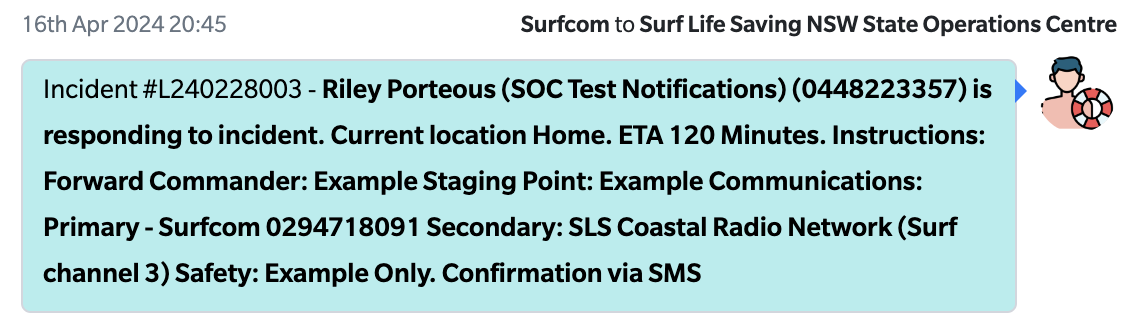 16th Apr 2024 20:45 Surfcom to Surf Life Saving NSW State Operations Centre
Incident #L240228003 - Riley Porteous (SOC Test Notifications) (0448223357) is
responding to incident. Current location Home. ETA 120 Minutes. Instructions:
Forward Commander: Example Staging Point: Example Communications:
Primary - Surfcom 0294718091 Secondary: SLS Coastal Radio Network (Surf
channel 3) Safety: Example Only. Confirmation via SMS